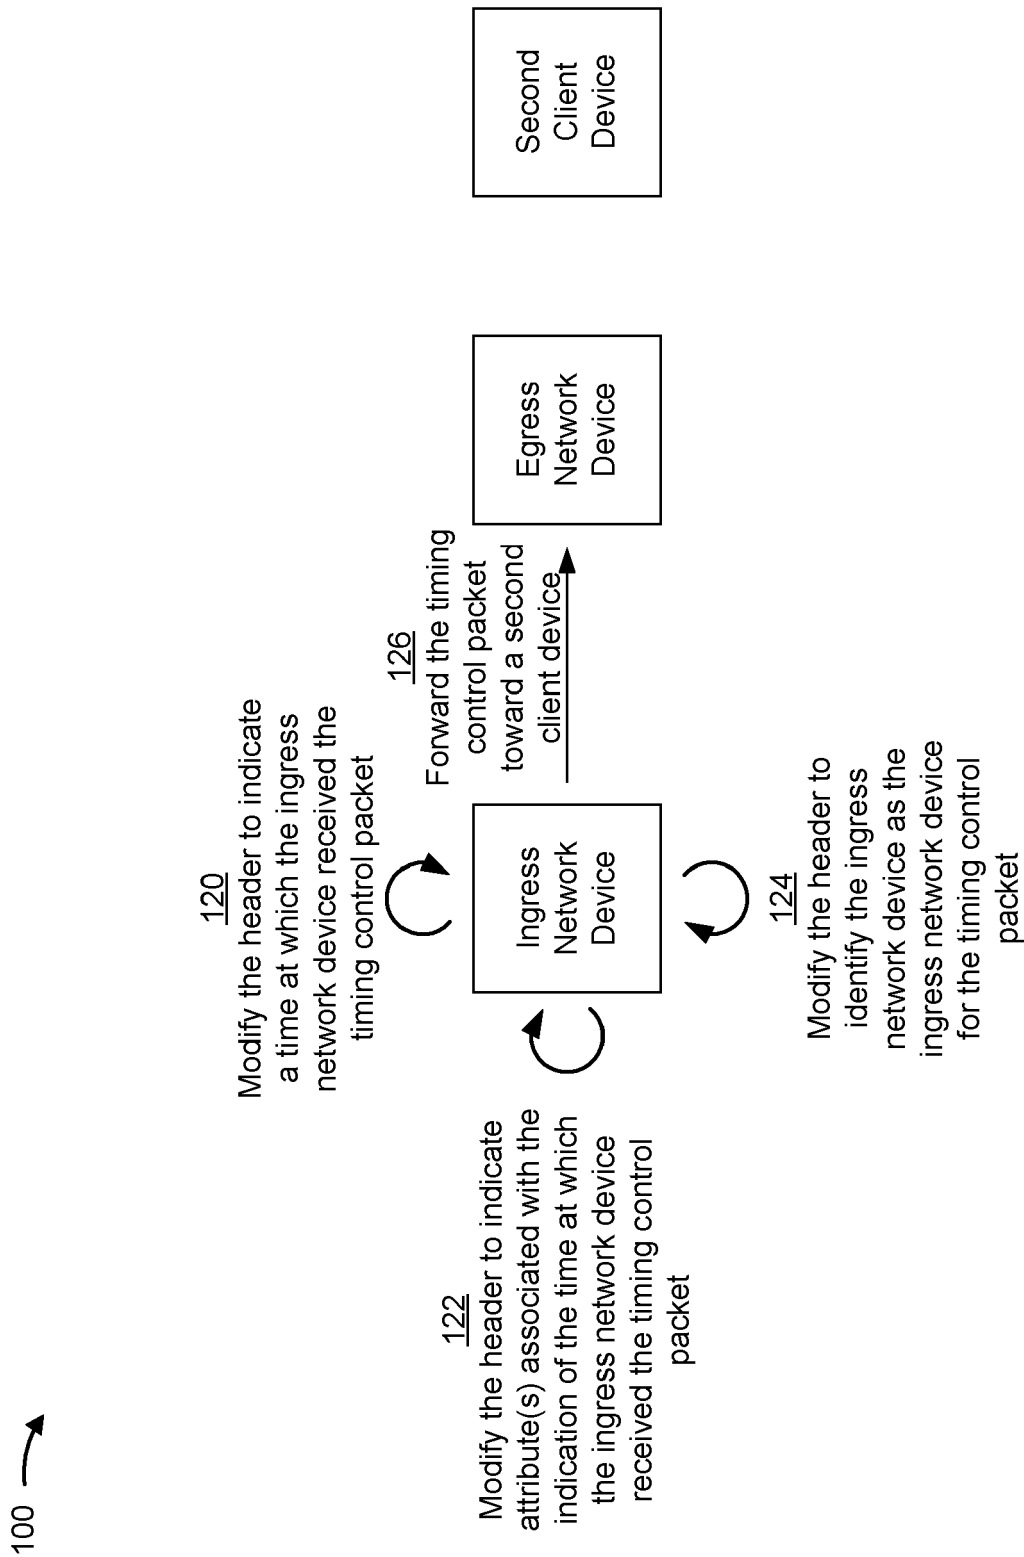 100
120
Modify the header to indicate
a time at which the ingress
network device received the
timing control packet
122
Modify the header to indicate
attribute(s) associated with the
indication of the time at which
the ingress network device
received the timing control
packet
Ingress
Network
Device
124
Modify the header to
identify the ingress
network device as the
ingress network device
for the timing control
packet
126
Forward the timing
control packet
toward a second
client device
Egress
Network
Device
Second
Client
Device